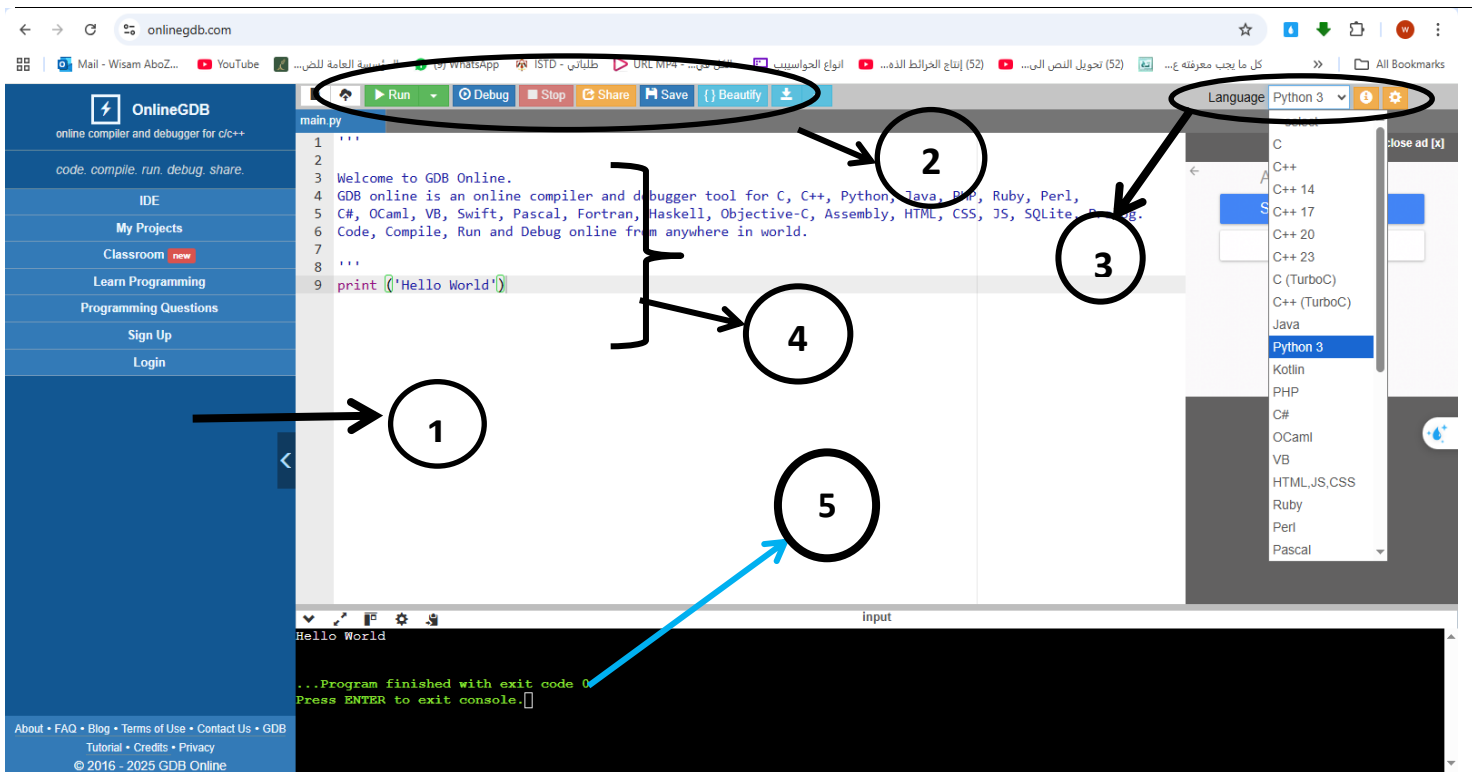 onlinegdb.com
Mail - Wisam AboZ...
YouTube
WhatsApp
طلباتي - ISTD
URL MP4 -
انواع الحواسيب
(52) إنتاج الخرائط الذه...
(52) تحويل النص الى...
كل ما يجب معرفته ع...
»
All Bookmarks
OnlineGDB
online compiler and debugger for c/c++
code. compile. run. debug. share.
IDE
My Projects
Classroom new
Learn Programming
Programming Questions
Sign Up
Login
About • FAQ • Blog • Terms of Use • Contact Us • GDB
Tutorial • Credits • Privacy
© 2016 - 2025 GDB Online
Run
Debug
Stop
Share
Save
{ } Beautify
Language Python 3
main.py
1 '''
2
3 Welcome to GDB Online.
4 GDB online is an online compiler and debugger tool for C, C++, Python, Java, PHP, Ruby, Perl,
5 C#, OCaml, VB, Swift, Pascal, Fortran, Haskell, Objective-C, Assembly, HTML, CSS, JS, SQLite, Prolog.
6 Code, Compile, Run and Debug online from anywhere in world.
7
8 '''
9 print ('Hello World')
1
2
3
4
5
close ad [x]
C
C++
C++ 14
C++ 17
C++ 20
C++ 23
C (TurboC)
C++ (TurboC)
Java
Python 3
Kotlin
PHP
C#
OCaml
VB
HTML,JS,CSS
Ruby
Perl
Pascal
input
Hello World
...Program finished with exit code 0
Press ENTER to exit console.